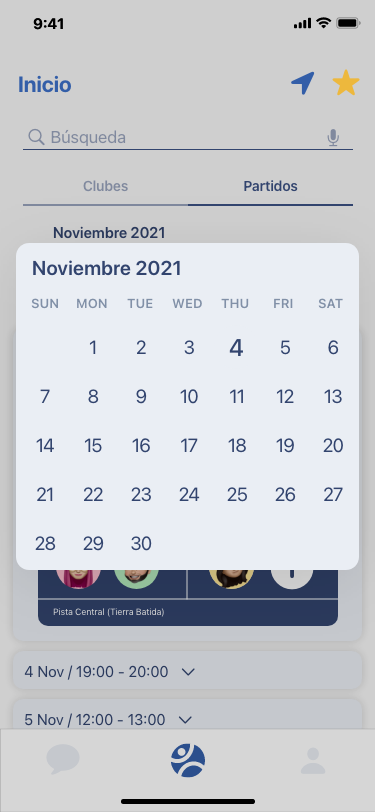 9:41
Inicio
Búsqueda
Clubes Partidos
Noviembre 2021
Noviembre 2021
SUN MON TUE WED THU FRI SAT
1 2 3 4 5 6
7 8 9 10 11 12 13
14 15 16 17 18 19 20
21 22 23 24 25 26 27
28 29 30
Pista Central (Tierra Batida)
4 Nov / 19:00 - 20:00
5 Nov / 12:00 - 13:00